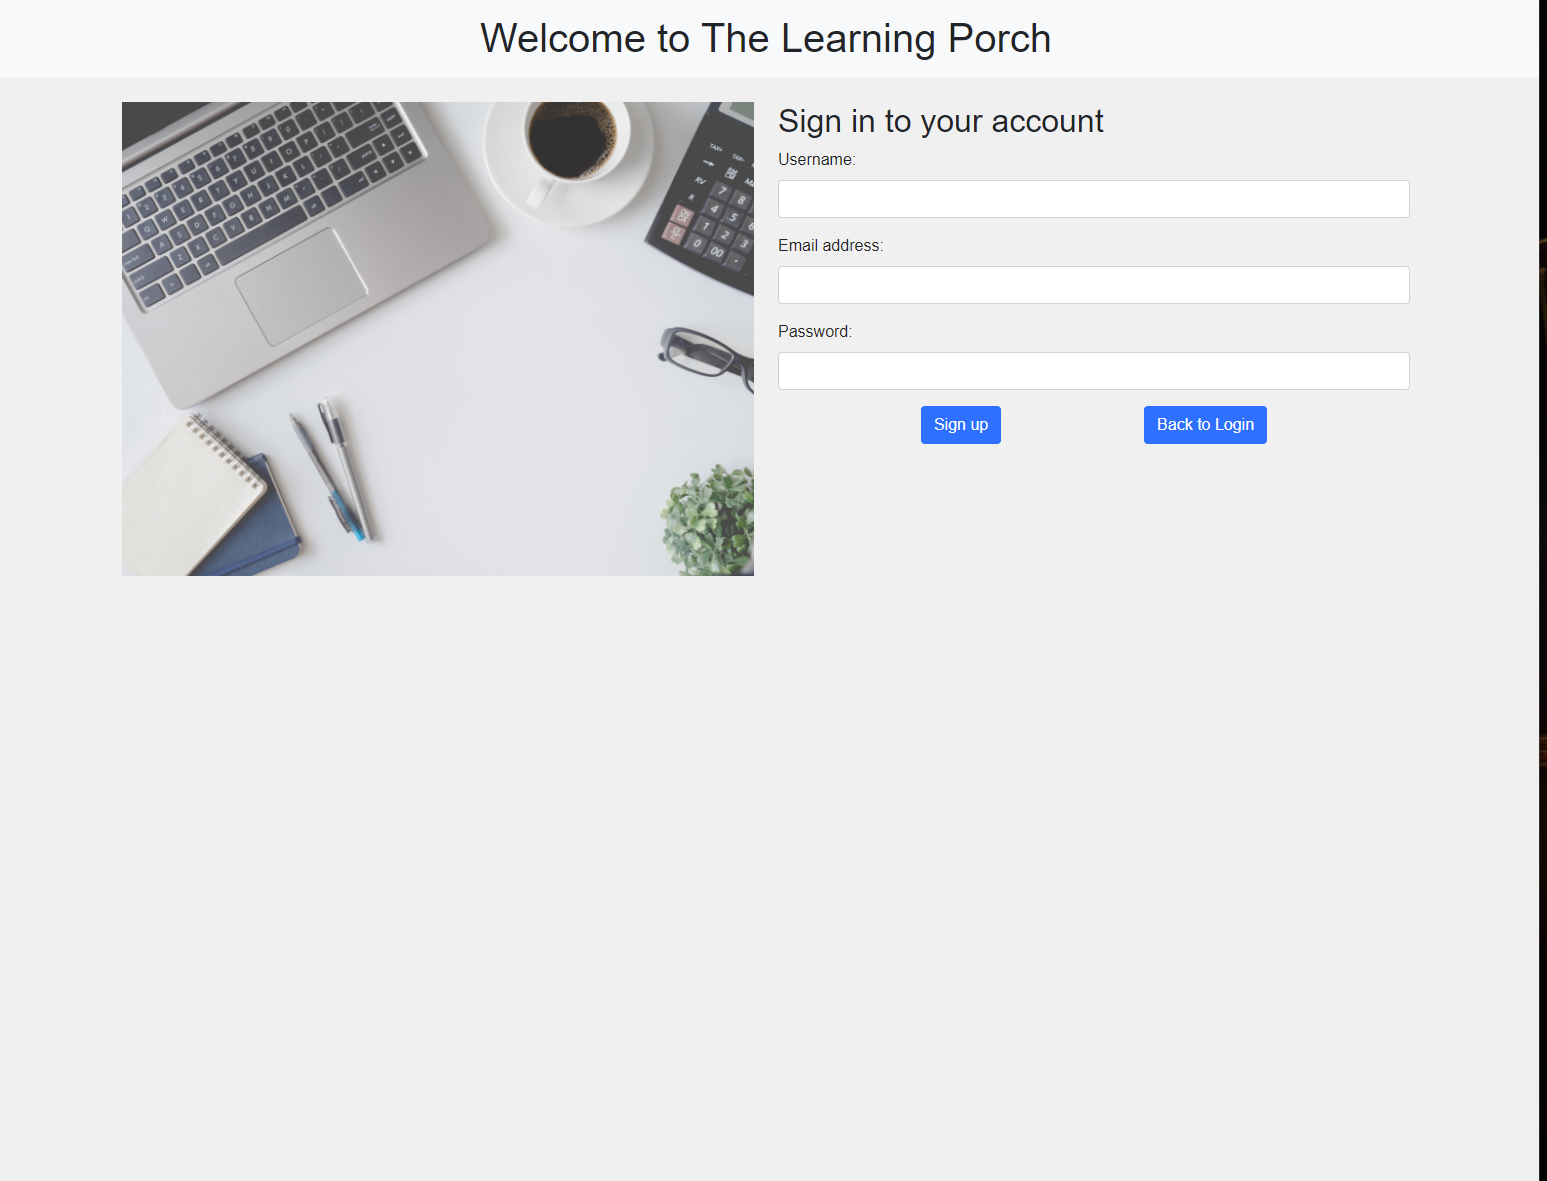 Welcome to The Learning Porch
Sign in to your account
Username:
Email address:
Password:
Sign up
Back to Login